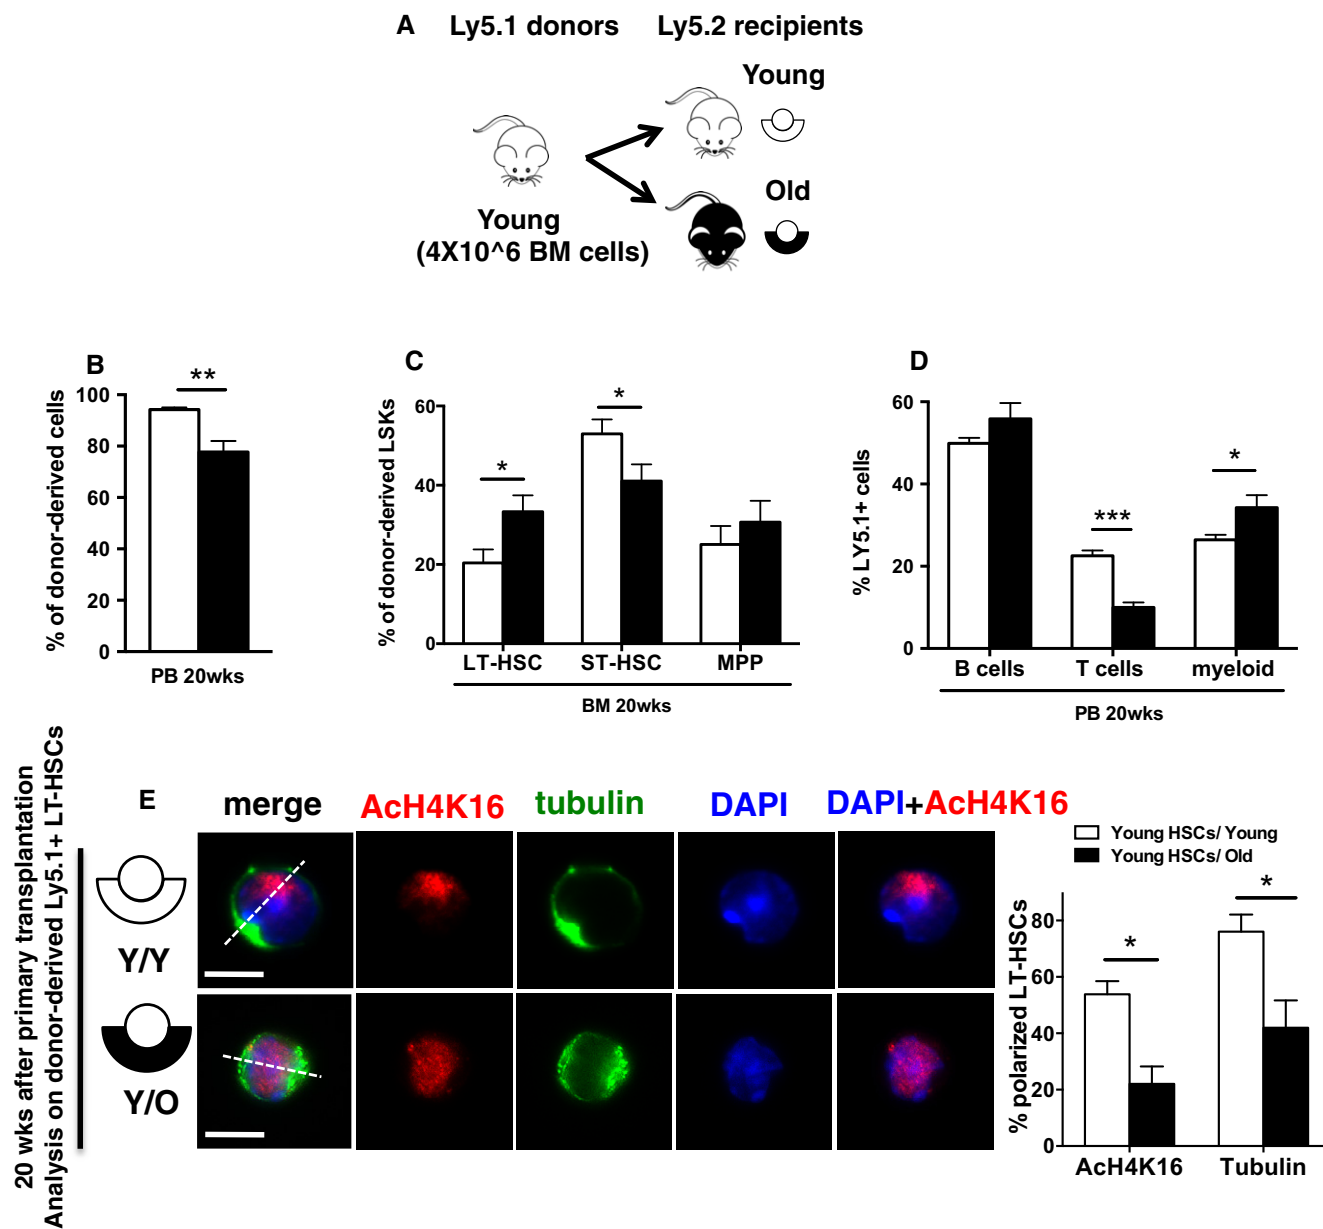 A Ly5.1 donors Ly5.2 recipients
Young
Old
Young
(4X10^6 BM cells)
B
**
% of donor-derived cells
100
80
60
40
20
0
PB 20wks
C
*
*
% of donor-derived LSKs
60
40
20
0
LT-HSC ST-HSC MPP
BM 20wks
D
***
*
% LY5.1+ cells
60
40
20
0
B cells T cells myeloid
PB 20wks
20 wks after primary transplantation
Analysis on donor-derived Ly5.1+ LT-HSCs
E
merge AcH4K16 tubulin DAPI DAPI+AcH4K16
Y/Y
Y/O
Young HSCs/ Young
Young HSCs/ Old
*
*
% polarized LT-HSCs
80
60
40
20
0
AcH4K16 Tubulin